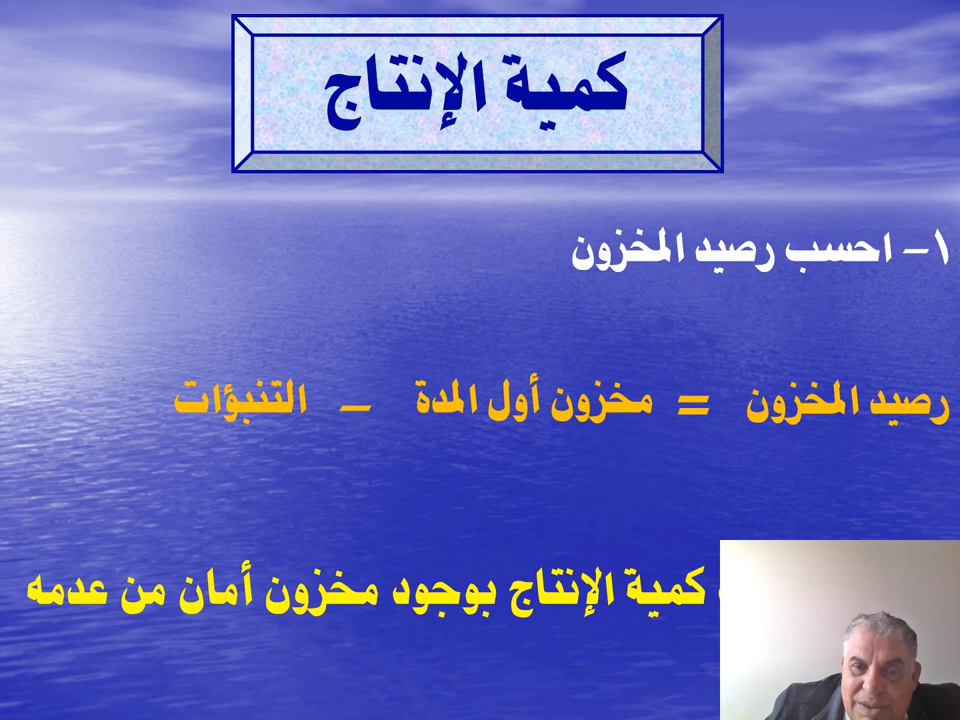 كمية الإنتاج
١- احسب رصيد المخزون
رصيد المخزون = مخزون أول المدة - التنبؤات
كمية الإنتاج بوجود مخزون أمان من عدمه